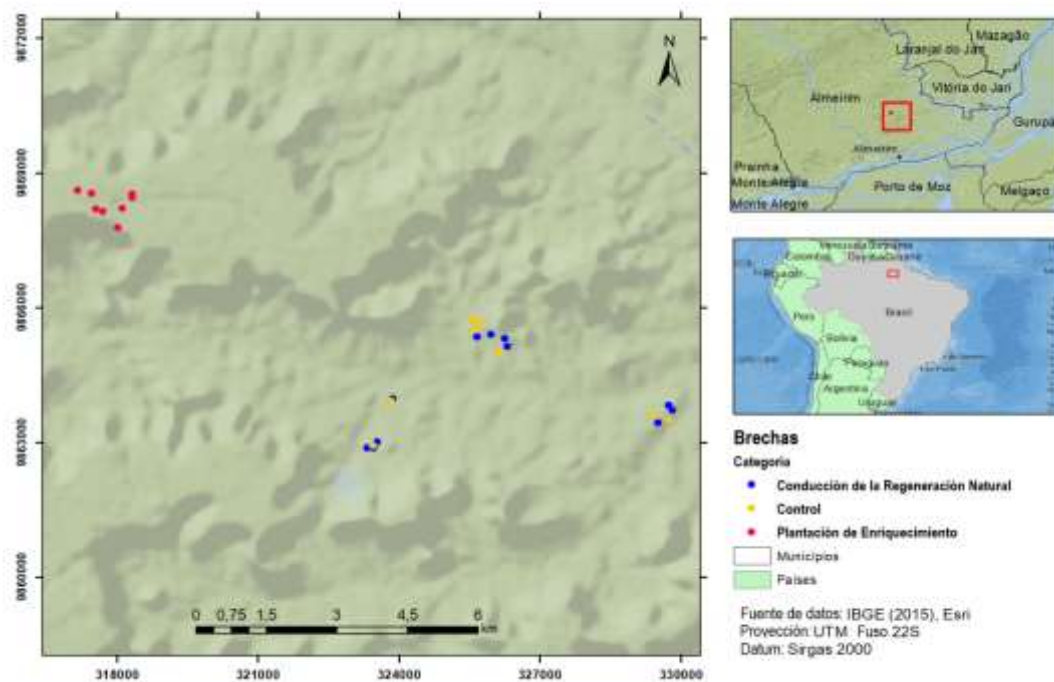 9872000
9869000
9866000
9863000
9860000
N
0 0,75 1,5 3 4,5 6
km
318000 321000 324000 327000 330000
Mazagão
Laranjal do Jari
Vitória do Jari
Almeirim
Gurupá
Almeirim
Prainha
Monte Alegre
Monte Alegre
Porto de Moz
Melgaço
Colombia
Peru
Brasil
Bolivia
Paraguay
Chile
Argentina
Uruguay
Brechas
Categoria
Conducción de la Regeneración Natural
Control
Plantación de Enriquecimiento
Municípios
Países
Fuente de datos: IBGE (2015), Esri
Proyección: UTM Fuso 22S
Datum: Sirgas 2000